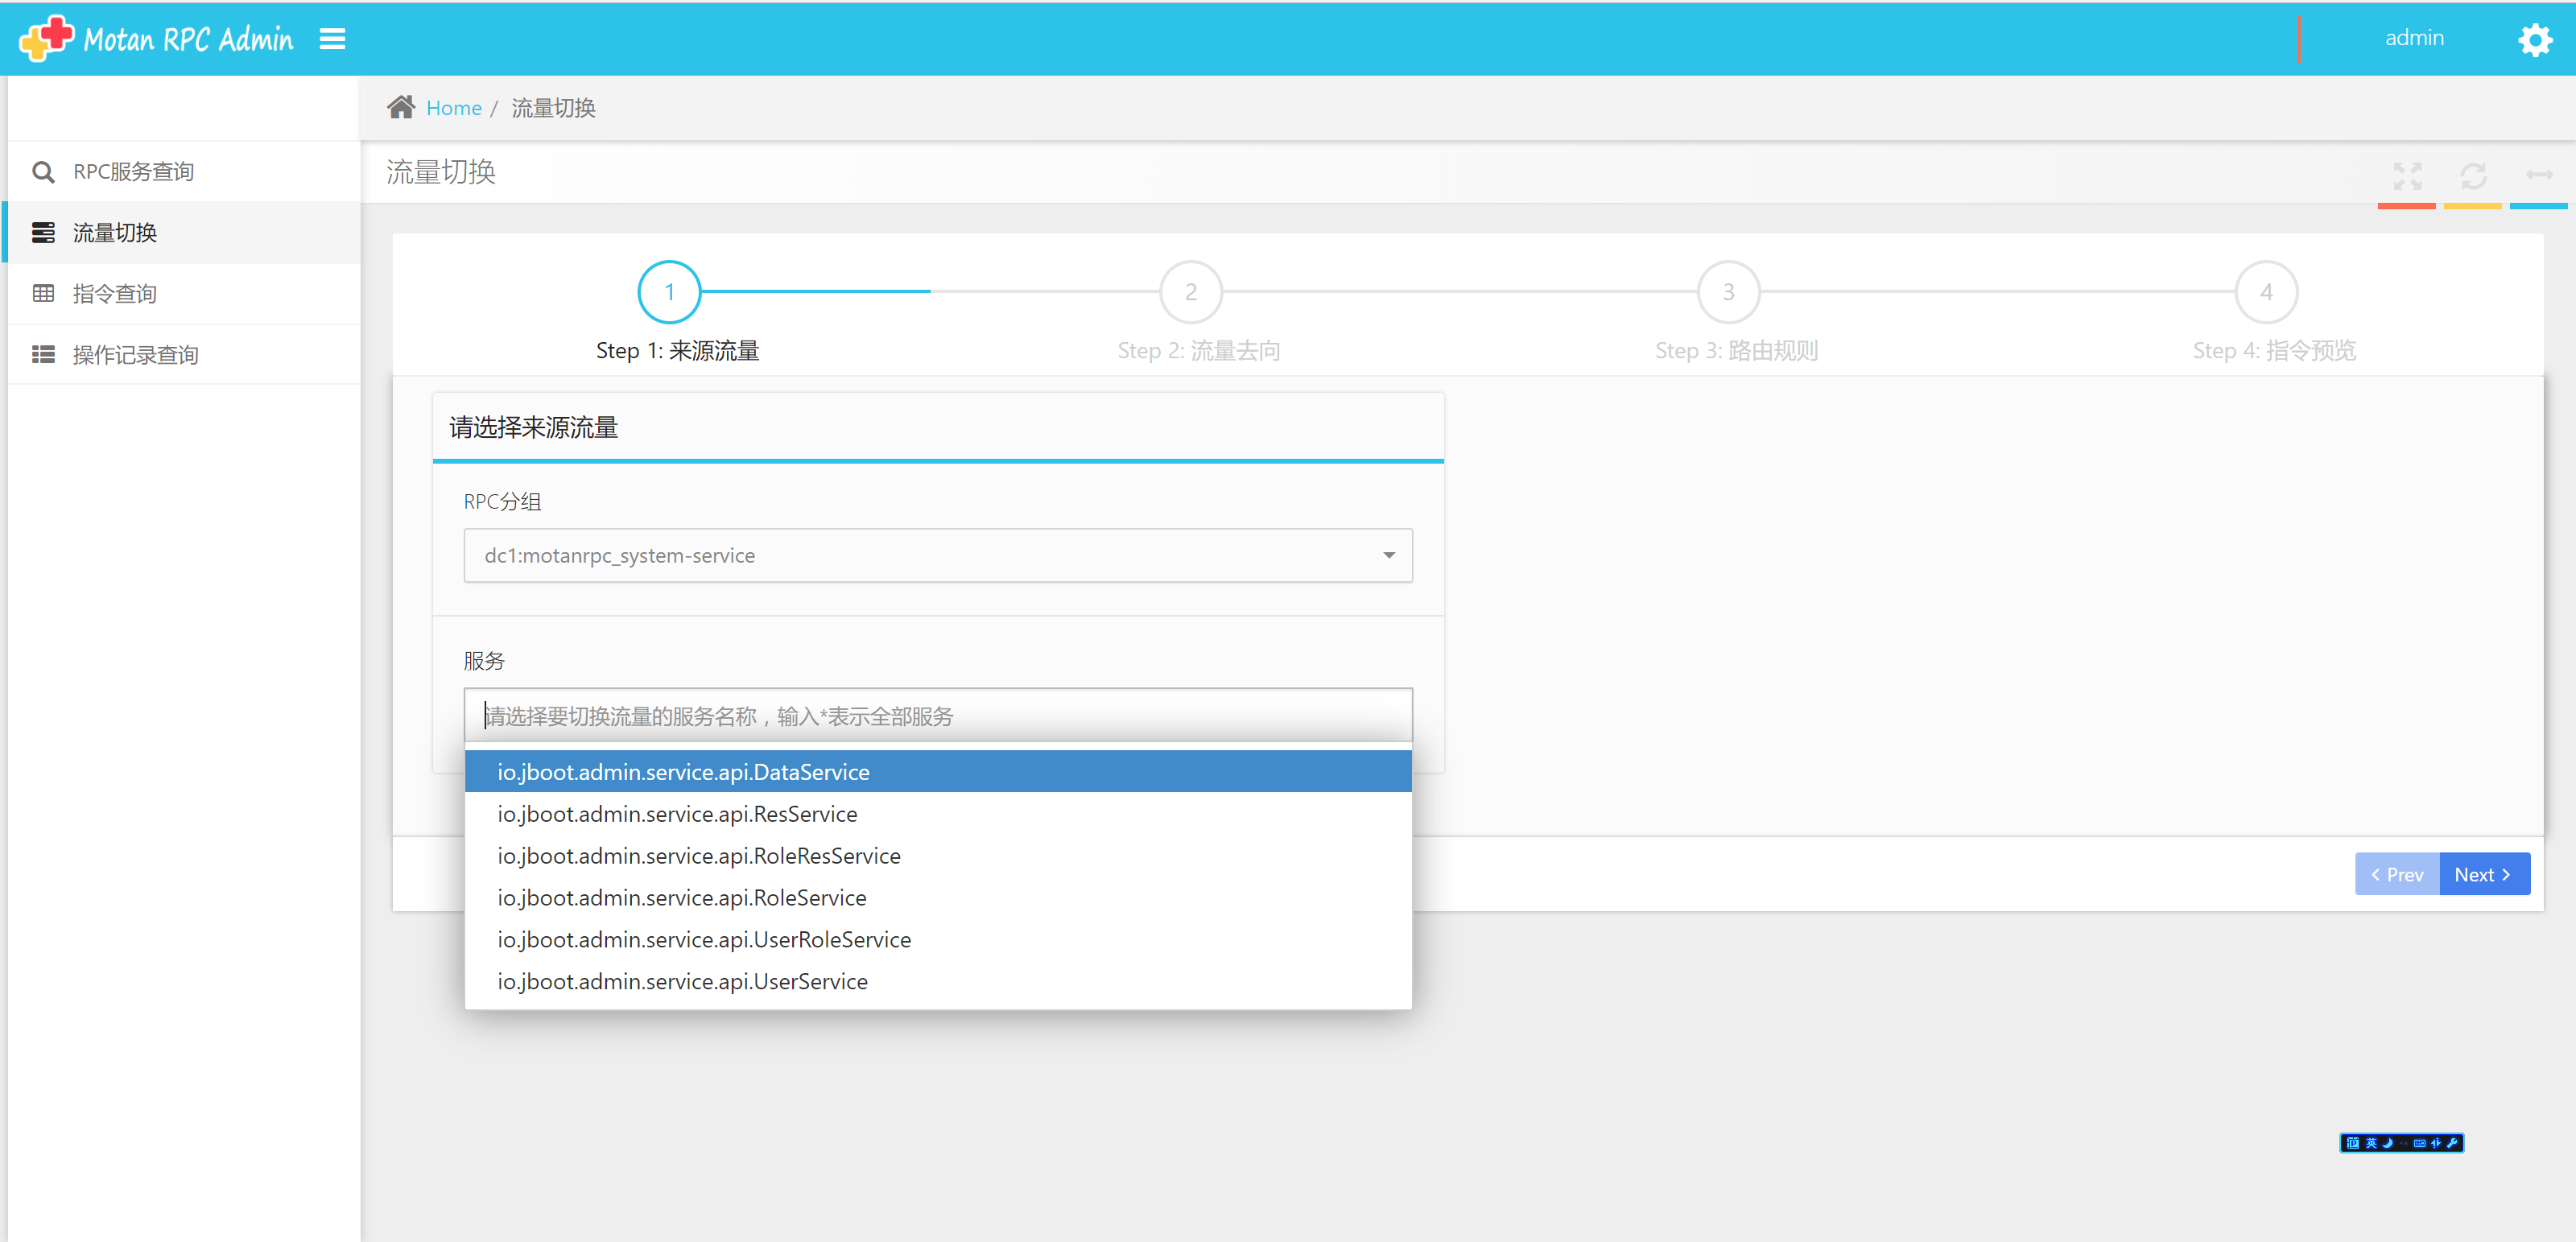 Motan RPC Admin
admin
Home / 流量切换
RPC服务查询
流量切换
指令查询
操作记录查询
流量切换
1
2
3
4
Step 1: 来源流量
Step 2: 流量去向
Step 3: 路由规则
Step 4: 指令预览
请选择来源流量
RPC分组
dc1:motanrpc_system-service
服务
请选择要切换流量的服务名称，输入*表示全部服务
io.jboot.admin.service.api.DataService
io.jboot.admin.service.api.ResService
io.jboot.admin.service.api.RoleResService
io.jboot.admin.service.api.RoleService
io.jboot.admin.service.api.UserRoleService
io.jboot.admin.service.api.UserService
Prev
Next
英